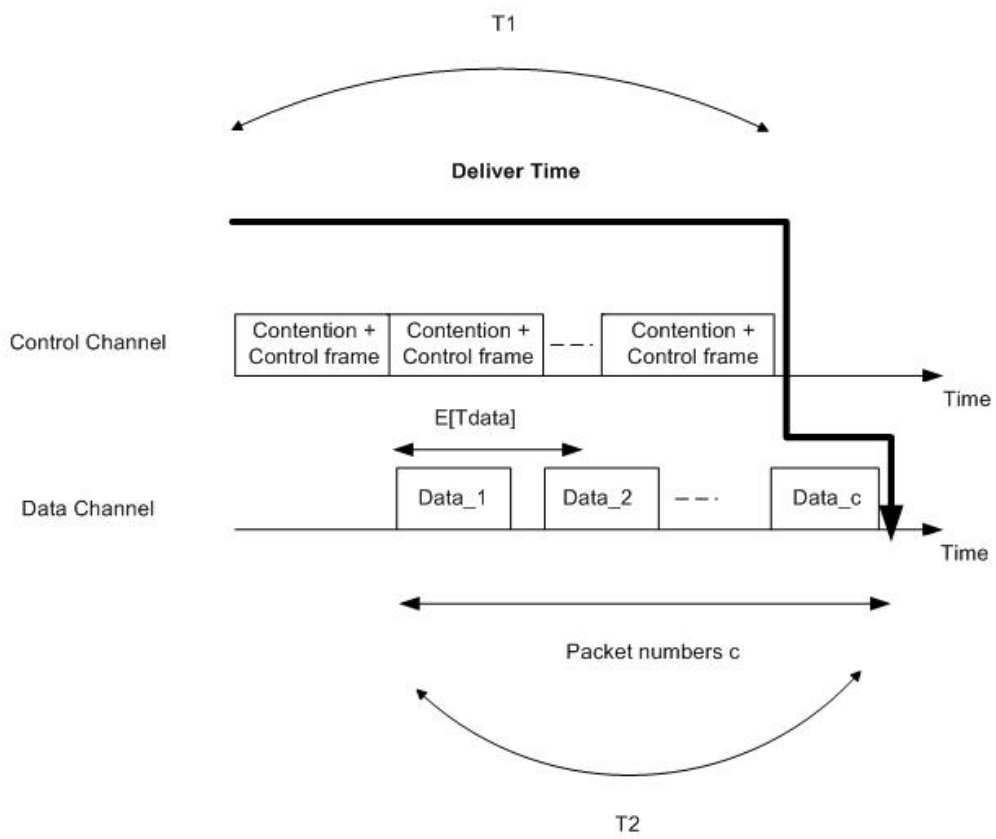 T1
Deliver Time
Control Channel
Contention +
Control frame
Contention +
Control frame
Contention +
Control frame
Time
E[Tdata]
Data Channel
Data_1
Data_2
Data_c
Time
Packet numbers c
T2